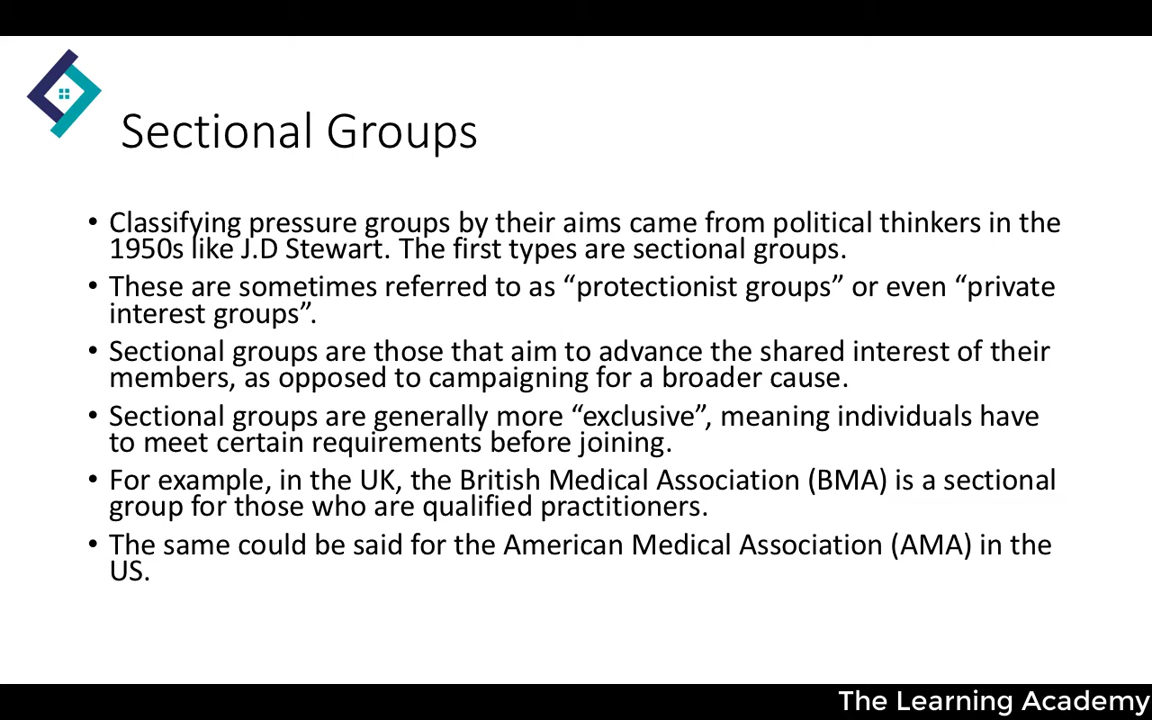 Sectional Groups
• Classifying pressure groups by their aims came from political thinkers in the
1950s like J.D Stewart. The first types are sectional groups.
• These are sometimes referred to as “protectionist groups” or even “private
interest groups”.
• Sectional groups are those that aim to advance the shared interest of their
members, as opposed to campaigning for a broader cause.
• Sectional groups are generally more “exclusive”, meaning individuals have
to meet certain requirements before joining.
• For example, in the UK, the British Medical Association (BMA) is a sectional
group for those who are qualified practitioners.
• The same could be said for the American Medical Association (AMA) in the
US.
The Learning Academy